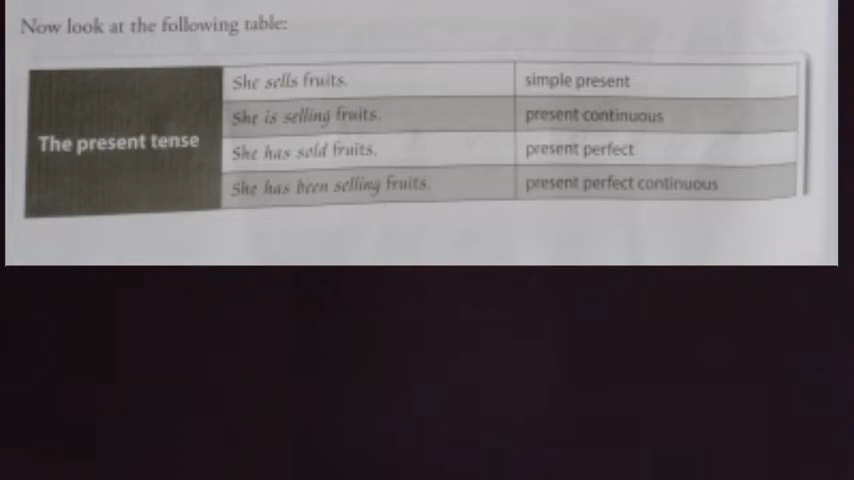 Now look at the following table:
The present tense
She sells fruits. simple present
She is selling fruits. present continuous
She has sold fruits. present perfect
She has been selling fruits. present perfect continuous